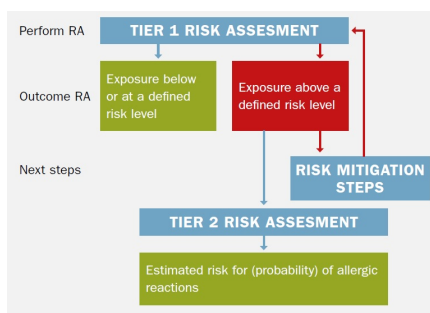 Perform RA
TIER 1 RISK ASSESMENT
Outcome RA
Exposure below
or at a defined
risk level
Exposure above a
defined risk level
Next steps
RISK MITIGATION
STEPS
TIER 2 RISK ASSESMENT
Estimated risk for (probability) of allergic
reactions